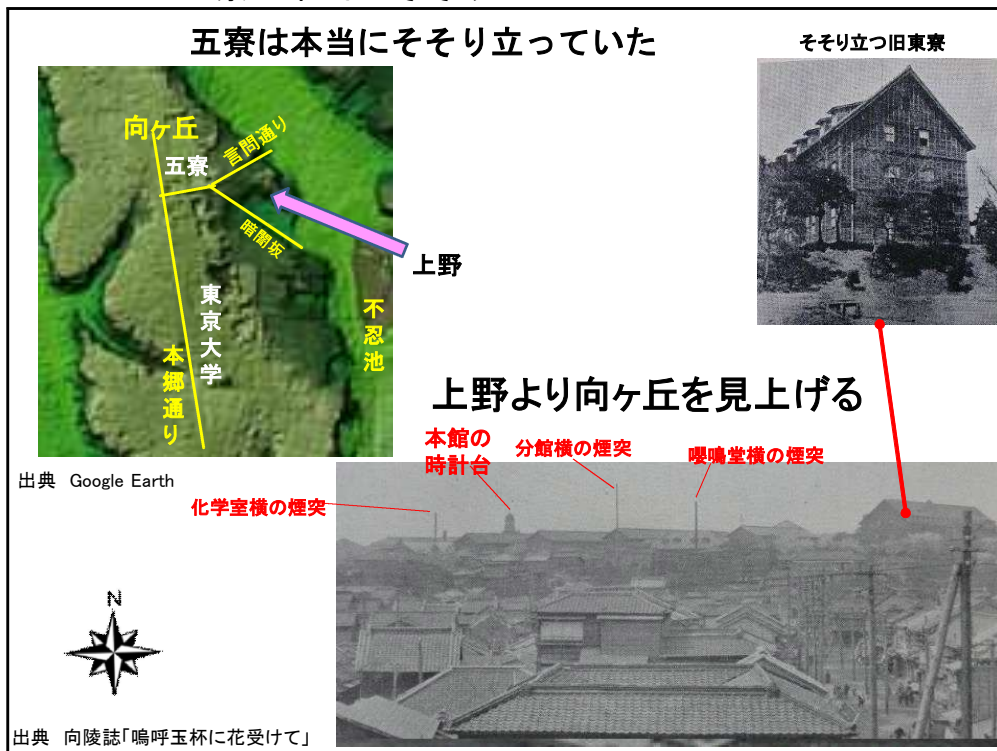 五寮は本当にそそり立っていた
そそり立つ旧東寮
向ヶ丘
五寮
言問通り
暗闇坂
上野
東京大学
本郷通り
不忍池
出典 Google Earth
上野より向ヶ丘を見上げる
本館の
時計台
分館横の煙突
嚶鳴堂横の煙突
化学室横の煙突
N
出典 向陵誌「嗚呼玉杯に花受けて」